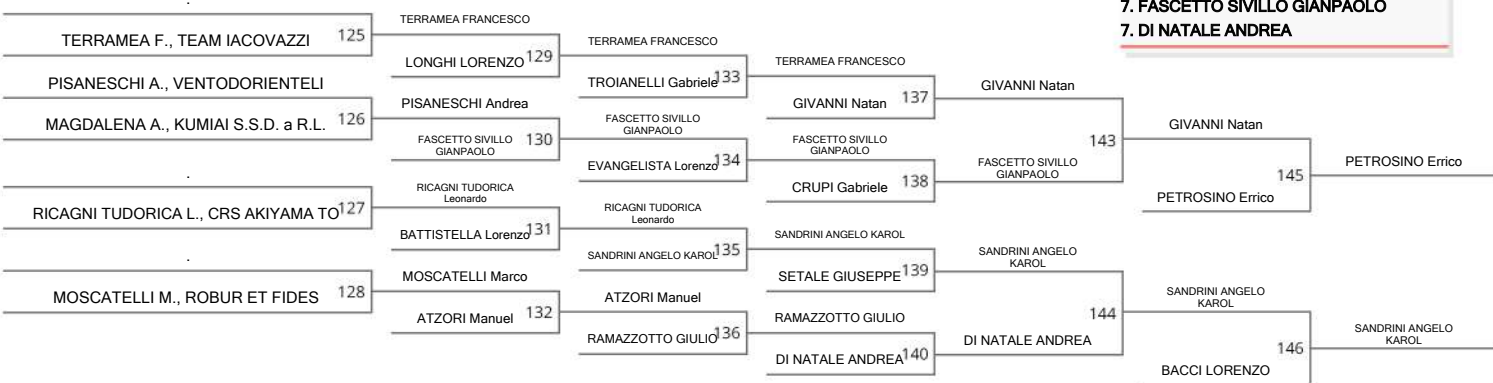 7. FASCETTO SIVILLO GIANPAOLO
7. DI NATALE ANDREA
.
TERRAMEA F., TEAM IACOVAZZI
125
PISANESCHI A., VENTODORIENTELI
MAGDALENA A., KUMIAI S.S.D. a R.L.
126
.
RICAGNI TUDORICA L., CRS AKIYAMA TO
127
.
MOSCATELLI M., ROBUR ET FIDES
128
TERRAMEA FRANCESCO
LONGHI LORENZO
129
PISANESCHI Andrea
FASCETTO SIVILLO
GIANPAOLO
130
RICAGNI TUDORICA
Leonardo
BATTISTELLA Lorenzo
131
MOSCATELLI Marco
ATZORI Manuel
132
TERRAMEA FRANCESCO
TROIANELLI Gabriele
133
FASCETTO SIVILLO
GIANPAOLO
EVANGELISTA Lorenzo
134
RICAGNI TUDORICA
Leonardo
SANDRINI ANGELO KAROL
135
ATZORI Manuel
RAMAZZOTTO GIULIO
136
TERRAMEA FRANCESCO
GIVANNI Natan
137
FASCETTO SIVILLO
GIANPAOLO
CRUPI Gabriele
138
SANDRINI ANGELO KAROL
SETALE GIUSEPPE
139
RAMAZZOTTO GIULIO
DI NATALE ANDREA
140
GIVANNI Natan
FASCETTO SIVILLO
GIANPAOLO
143
SANDRINI ANGELO
KAROL
DI NATALE ANDREA
144
GIVANNI Natan
PETROSINO Errico
145
SANDRINI ANGELO
KAROL
BACCI LORENZO
146
PETROSINO Errico
SANDRINI ANGELO
KAROL